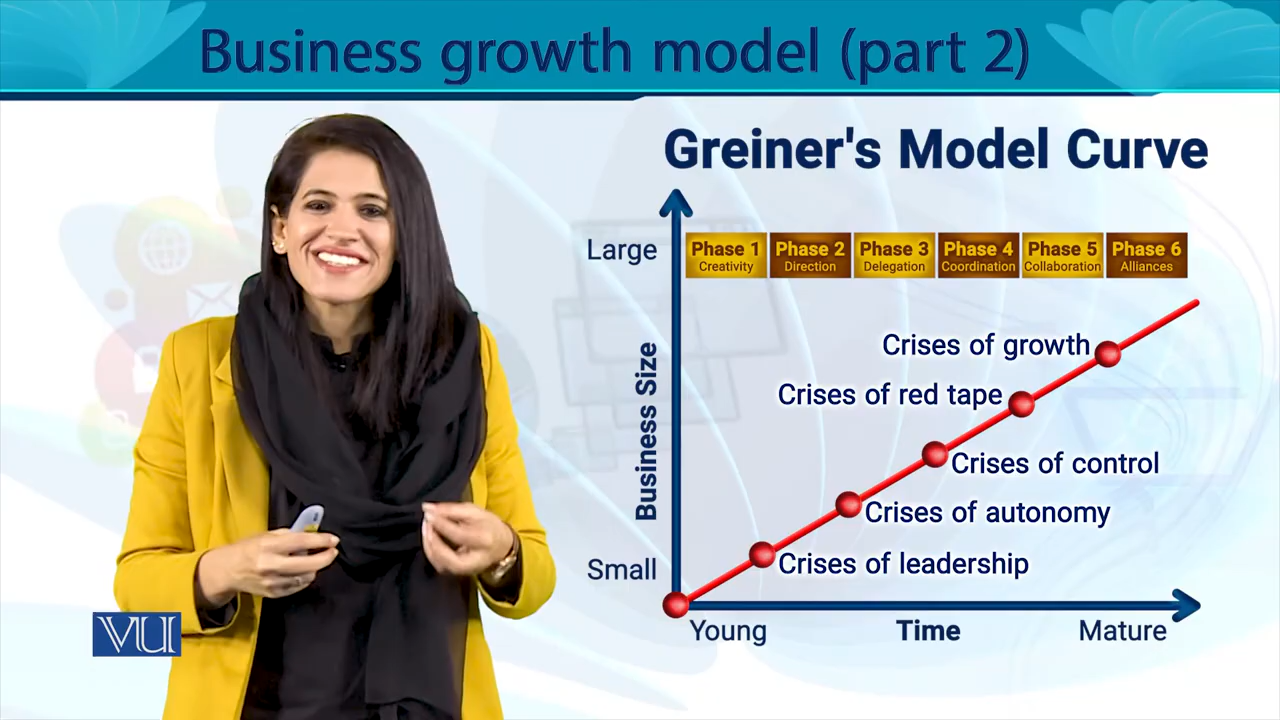 Business growth model (part 2)
Greiner's Model Curve
Large
Phase 1
Creativity
Phase 2
Direction
Phase 3
Delegation
Phase 4
Coordination
Phase 5
Collaboration
Phase 6
Alliances
Crises of growth
Crises of red tape
Crises of control
Crises of autonomy
Crises of leadership
Business Size
Small
Young
Time
Mature
VU